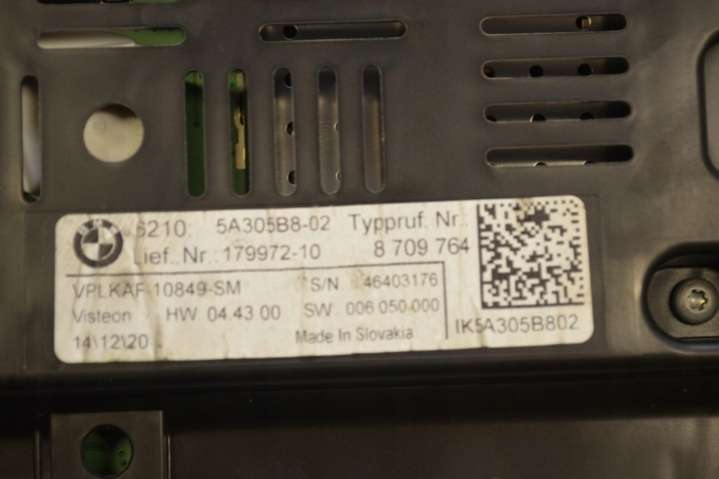 BMW
6210. 5A305B8-02 Typpruf. Nr.
Lief. Nr.: 179972-10 8 709 764
VPLKAF-10849-SM S/N 46403176
Visteon HW 04 43 00 SW 006 050 000
14\12\20 Made In Slovakia
IK5A305B802